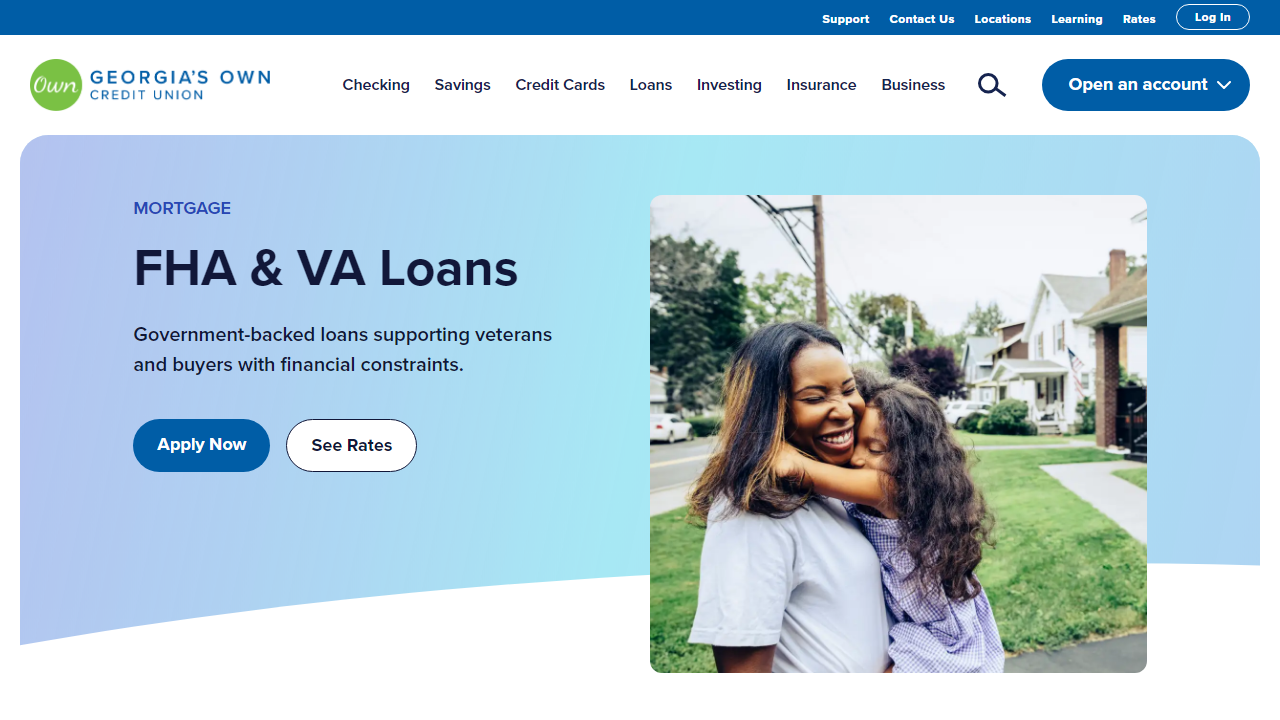 Support Contact Us Locations Learning Rates Log In
Own GEORGIA'S OWN
CREDIT UNION
Checking Savings Credit Cards Loans Investing Insurance Business Open an account
MORTGAGE
FHA & VA Loans
Government-backed loans supporting veterans
and buyers with financial constraints.
Apply Now See Rates